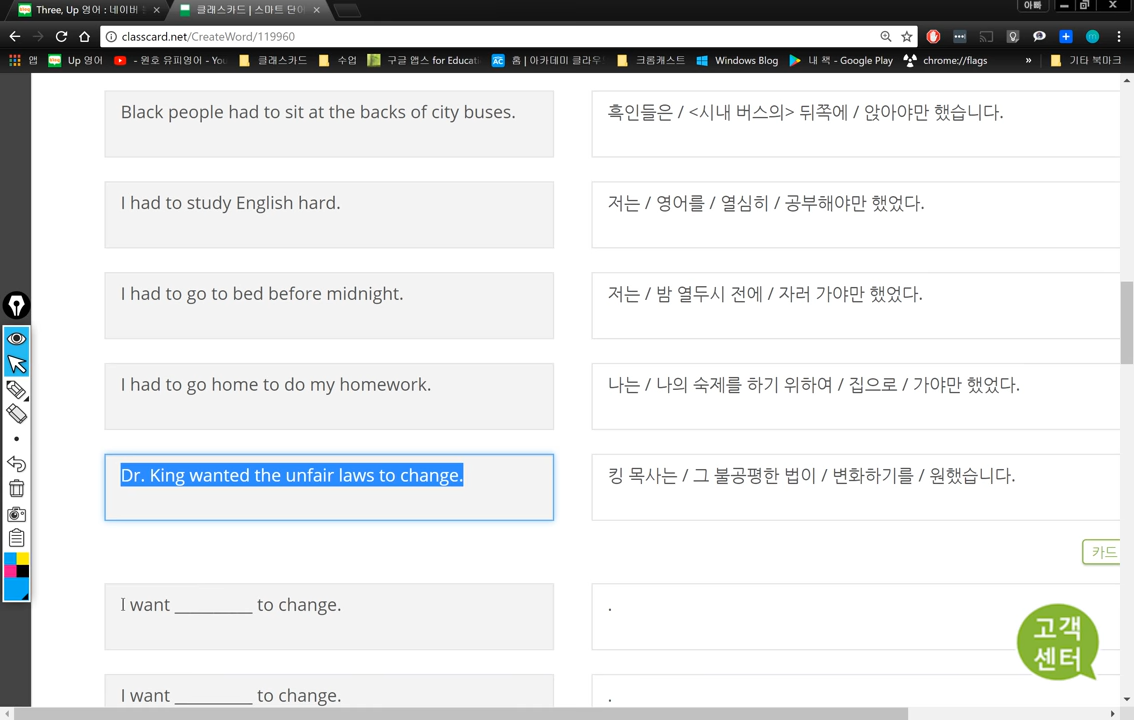 Three, Up 영어 : 네이버
클래스카드 | 스마트 단어
아빠
classcard.net/CreateWord/119960
앱
Up 영어
- 원호 유피영어 - You
클래스카드
수업
구글 앱스 for Educati
홈 | 아카데미 클라우
크롬캐스트
Windows Blog
내 책 - Google Play
chrome://flags
»
기타 북마크
Black people had to sit at the backs of city buses.
흑인들은 / <시내 버스의> 뒤쪽에 / 앉아야만 했습니다.
I had to study English hard.
저는 / 영어를 / 열심히 / 공부해야만 했었다.
I had to go to bed before midnight.
저는 / 밤 열두시 전에 / 자러 가야만 했었다.
I had to go home to do my homework.
나는 / 나의 숙제를 하기 위하여 / 집으로 / 가야만 했었다.
Dr. King wanted the unfair laws to change.
킹 목사는 / 그 불공평한 법이 / 변화하기를 / 원했습니다.
카드
I want _________ to change.
.
고객
센터
I want _________ to change.
.